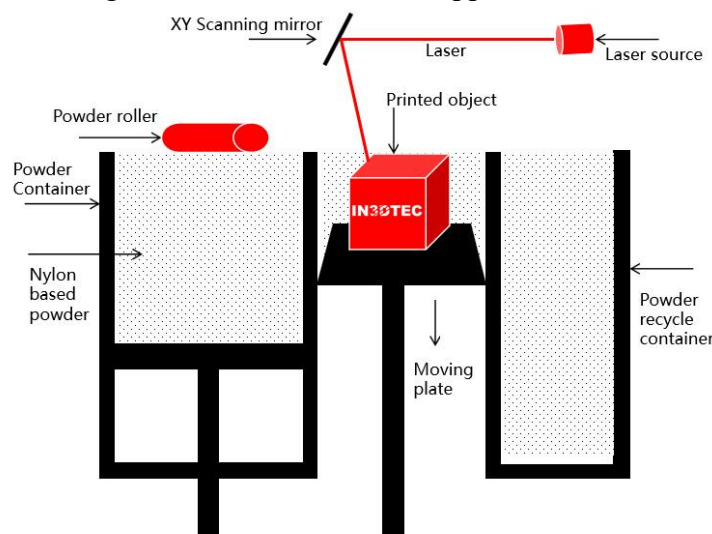 XY Scanning mirror
Laser
Laser source
Printed object
Powder roller
Powder
Container
IN3DTEC
Nylon
based
powder
Powder
recycle
container
Moving
plate